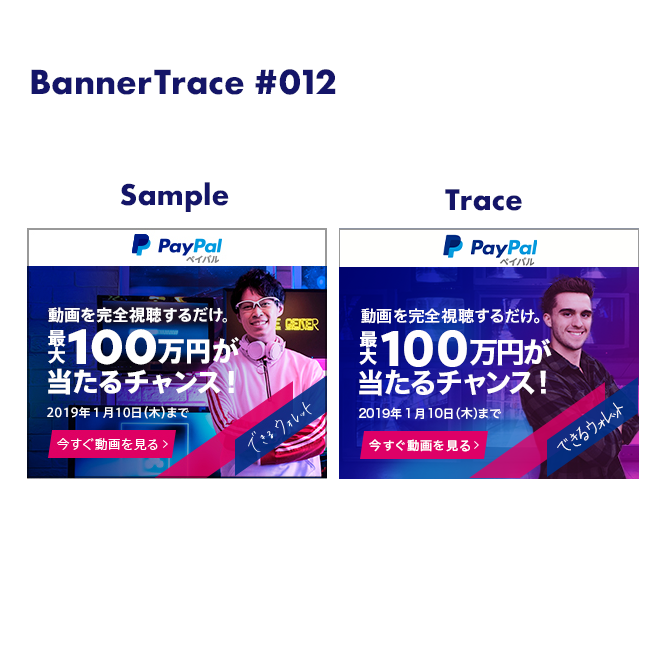 BannerTrace #012
Sample
PayPal
ペイパル
動画を完全視聴するだけ。
最大100万円が
当たるチャンス！
2019年1月10日(木)まで
今すぐ動画を見る >
できるウォレット
Trace
PayPal
ペイパル
動画を完全視聴するだけ。
最大100万円が
当たるチャンス！
2019年1月10日(木)まで
今すぐ動画を見る >
できるウォレット